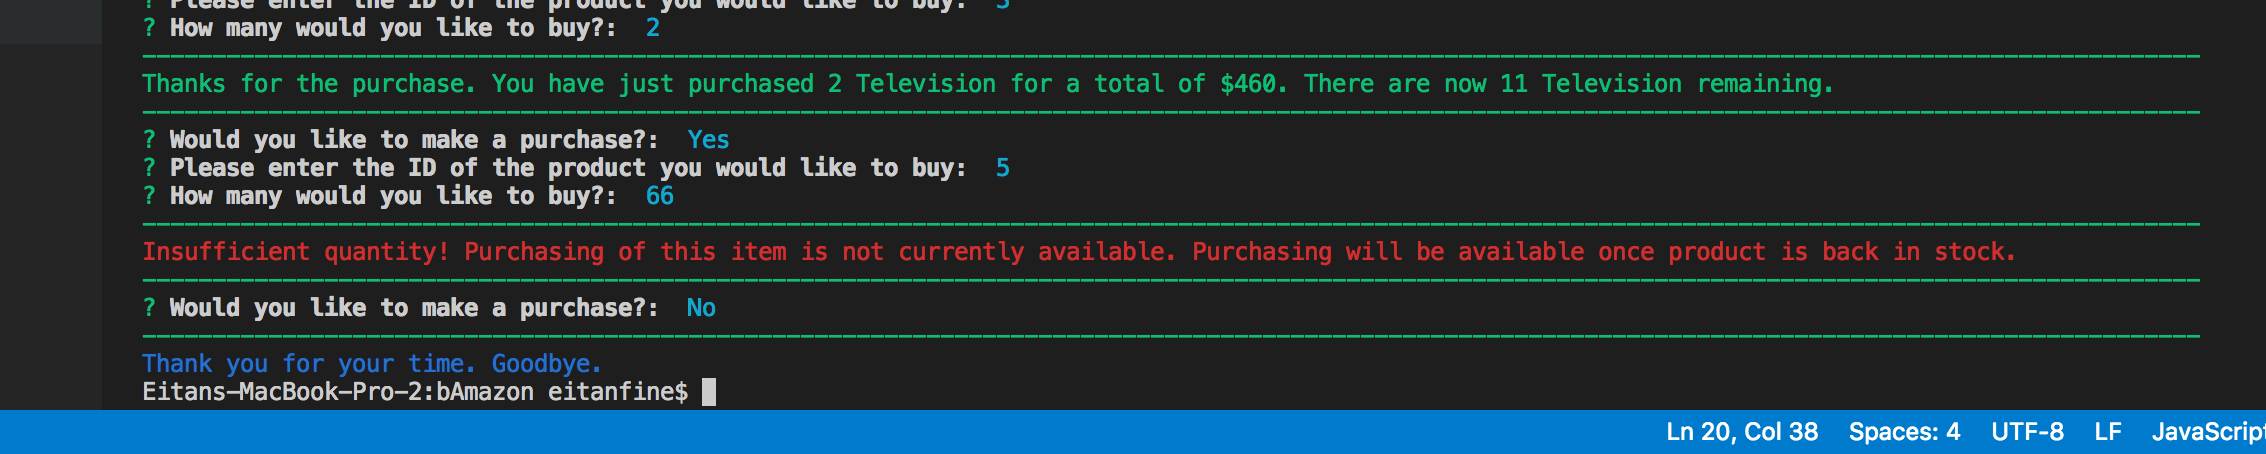 ? Please enter the ID of the product you would like to buy: 5
? How many would you like to buy?: 2
Thanks for the purchase. You have just purchased 2 Television for a total of $460. There are now 11 Television remaining.
? Would you like to make a purchase?: Yes
? Please enter the ID of the product you would like to buy: 5
? How many would you like to buy?: 66
Insufficient quantity! Purchasing of this item is not currently available. Purchasing will be available once product is back in stock.
? Would you like to make a purchase?: No
Thank you for your time. Goodbye.
Eitans-MacBook-Pro-2:bAmazon eitanfine$
Ln 20, Col 38 Spaces: 4 UTF-8 LF JavaScript